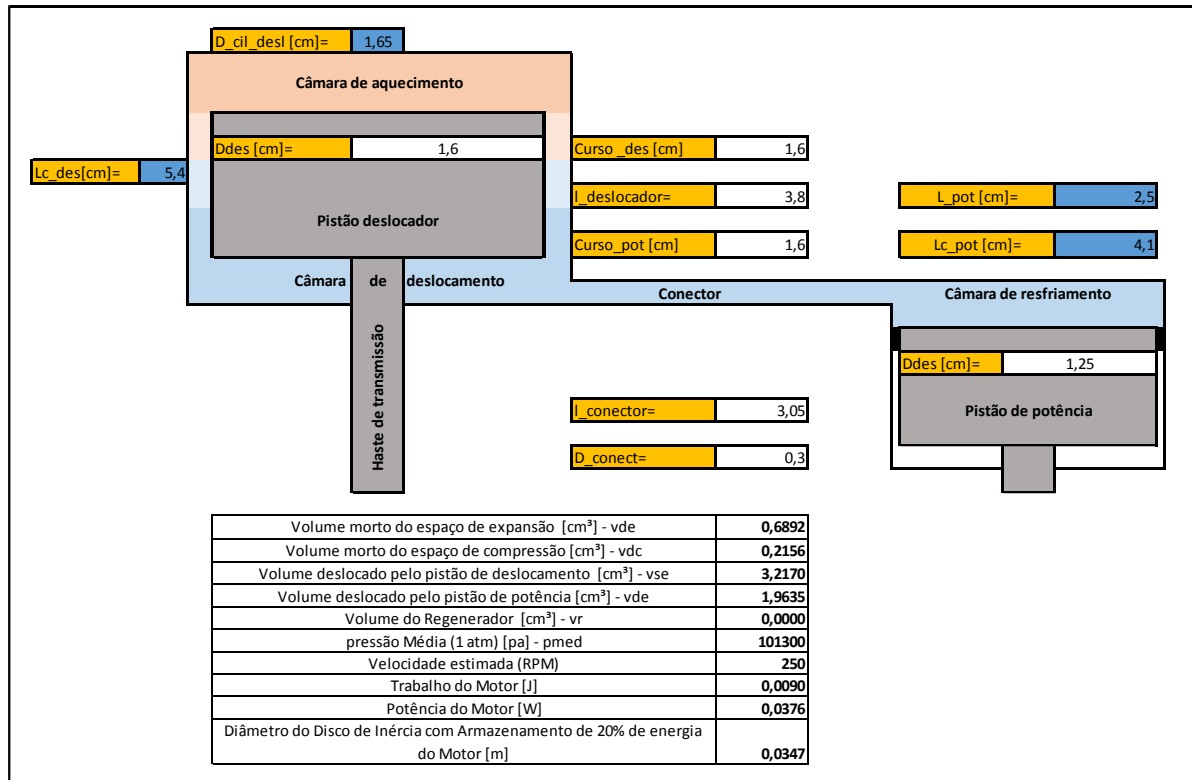 D_cil_desl [cm]= 1,65
Câmara de aquecimento
Ddes [cm]= 1,6
Curso _des [cm] 1,6
Lc_des[cm]= 5,4
l_deslocador= 3,8
L_pot [cm]= 2,5
Pistão deslocador
Curso_pot [cm] 1,6
Lc_pot [cm]= 4,1
Câmara de deslocamento
Conector
Câmara de resfriamento
Haste de transmissão
Ddes [cm]= 1,25
l_conector= 3,05
Pistão de potência
D_conect= 0,3
Volume morto do espaço de expansão [cm³] - vde 0,6892
Volume morto do espaço de compressão [cm³] - vdc 0,2156
Volume deslocado pelo pistão de deslocamento [cm³] - vse 3,2170
Volume deslocado pelo pistão de potência [cm³] - vde 1,9635
Volume do Regenerador [cm³] - vr 0,0000
pressão Média (1 atm) [pa] - pmed 101300
Velocidade estimada (RPM) 250
Trabalho do Motor [J] 0,0090
Potência do Motor [W] 0,0376
Diâmetro do Disco de Inércia com Armazenamento de 20% de energia
do Motor [m] 0,0347